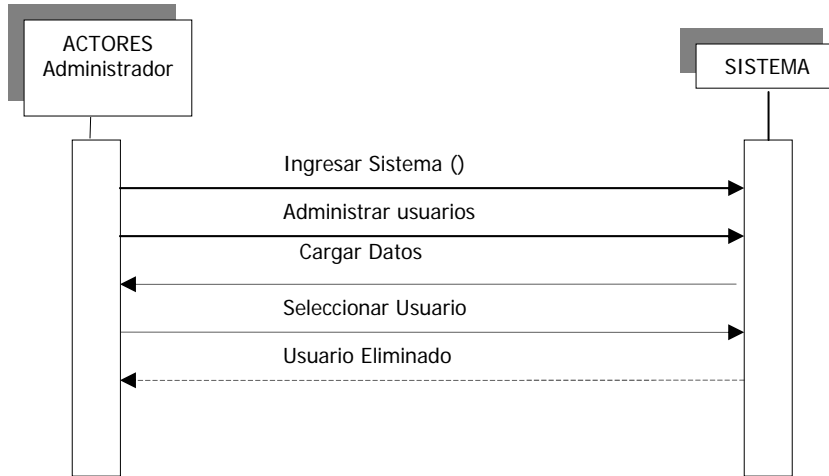 ACTORES
Administrador
SISTEMA
Ingresar Sistema ()
Administrar usuarios
Cargar Datos
Seleccionar Usuario
Usuario Eliminado